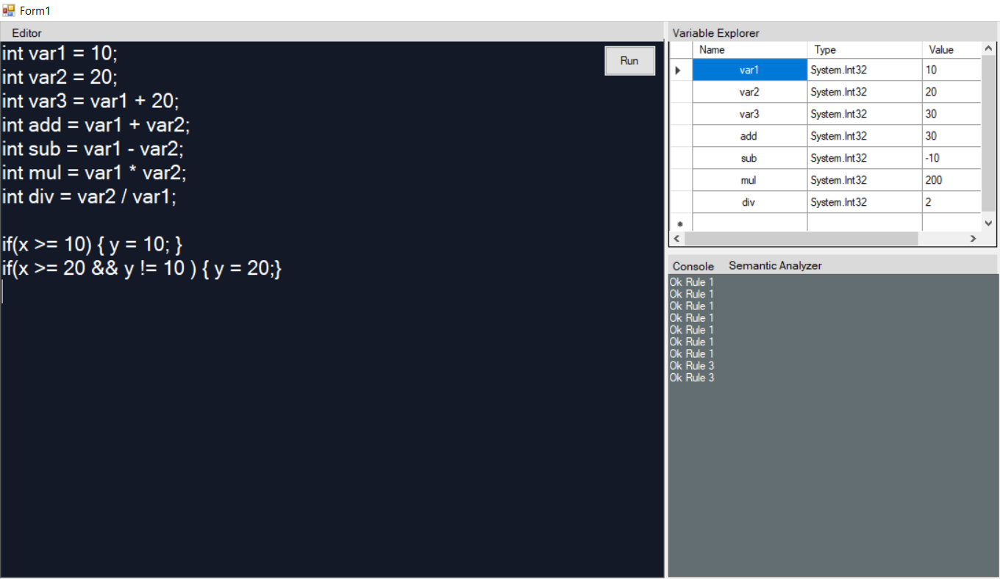 Form1
Editor
Run
int var1 = 10;
int var2 = 20;
int var3 = var1 + 20;
int add = var1 + var2;
int sub = var1 - var2;
int mul = var1 * var2;
int div = var2 / var1;
if(x >= 10) { y = 10; }
if(x >= 20 && y != 10 ) { y = 20;}
Variable Explorer
Name Type Value
var1 System.Int32 10
var2 System.Int32 20
var3 System.Int32 30
add System.Int32 30
sub System.Int32 -10
mul System.Int32 200
div System.Int32 2
Console Semantic Analyzer
Ok Rule 1
Ok Rule 1
Ok Rule 1
Ok Rule 1
Ok Rule 1
Ok Rule 1
Ok Rule 1
Ok Rule 3
Ok Rule 3